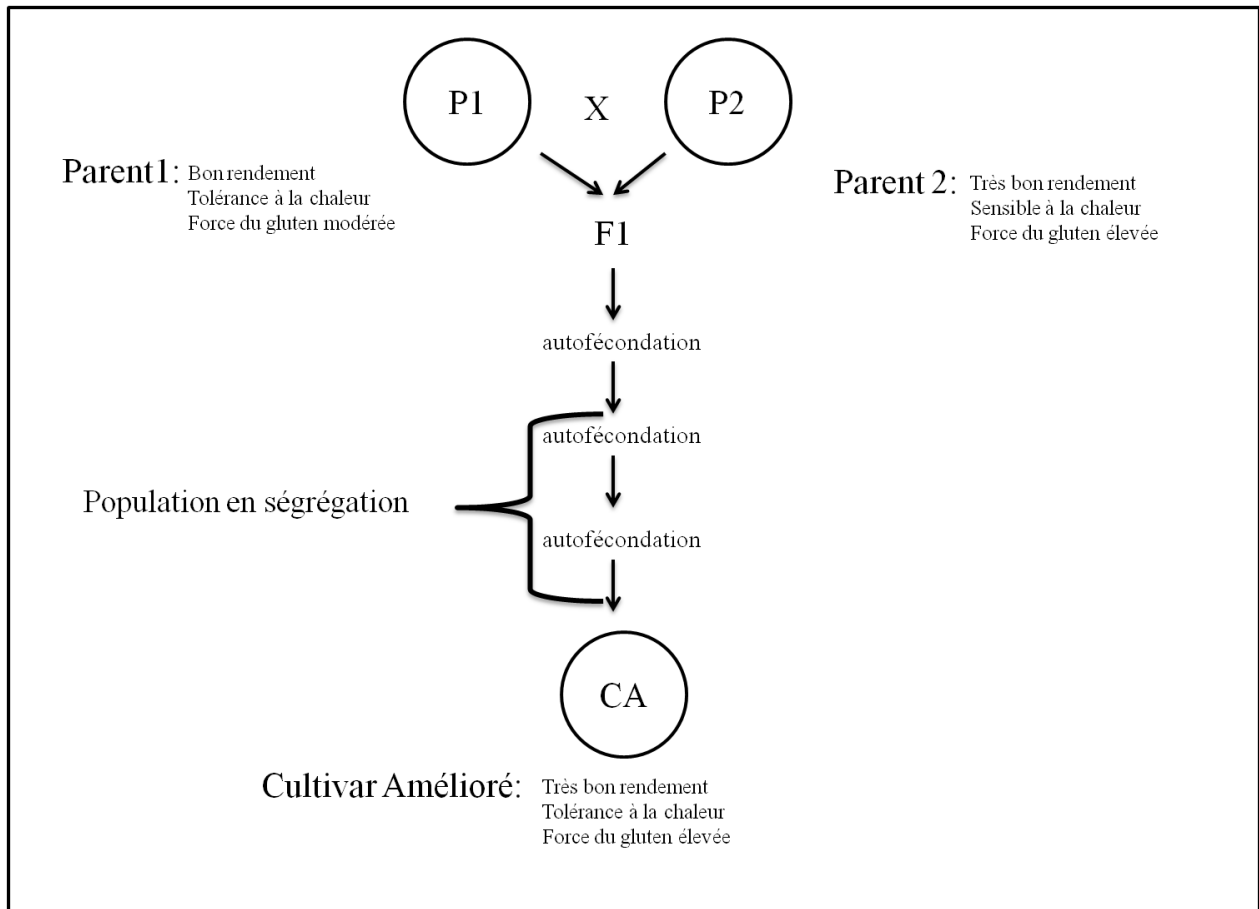 P1 X P2
Parent1: Bon rendement
Tolérance à la chaleur
Force du gluten modérée
Parent 2: Très bon rendement
Sensible à la chaleur
Force du gluten élevée
F1
autofécondation
autofécondation
Population en ségrégation
autofécondation
CA
Cultivar Amélioré: Très bon rendement
Tolérance à la chaleur
Force du gluten élevée